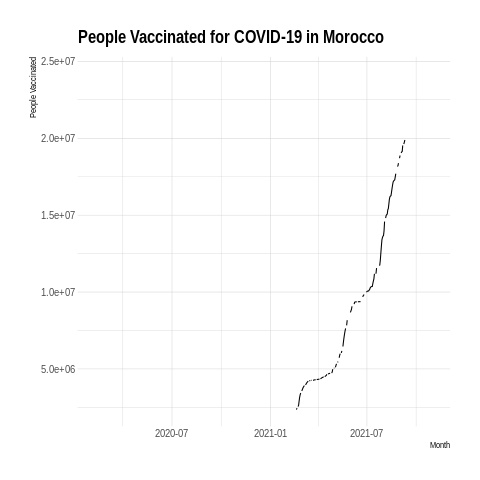 People Vaccinated for COVID-19 in Morocco
People Vaccinated
2.5e+07
2.0e+07
1.5e+07
1.0e+07
5.0e+06
2020-07
2021-01
2021-07
Month